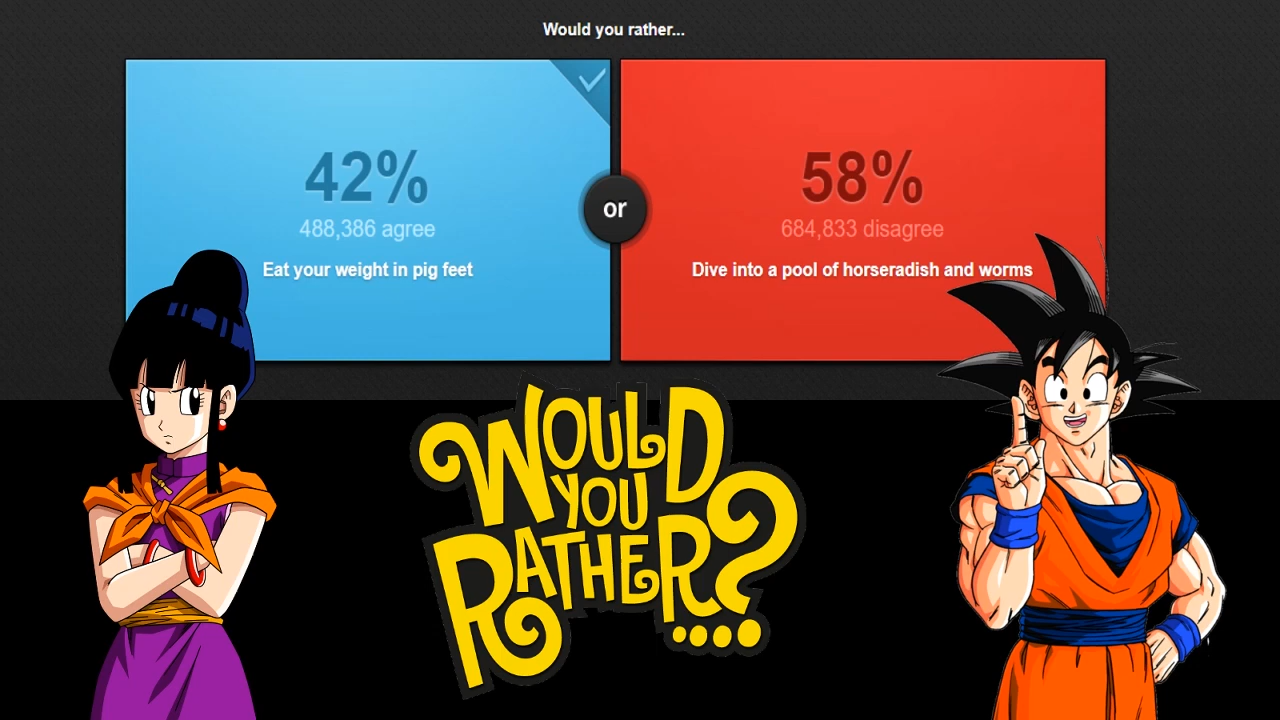 Would you rather...
42%
488,386 agree
Eat your weight in pig feet
or
58%
684,833 disagree
Dive into a pool of horseradish and worms
WOULD
YOU
RATHER?
....